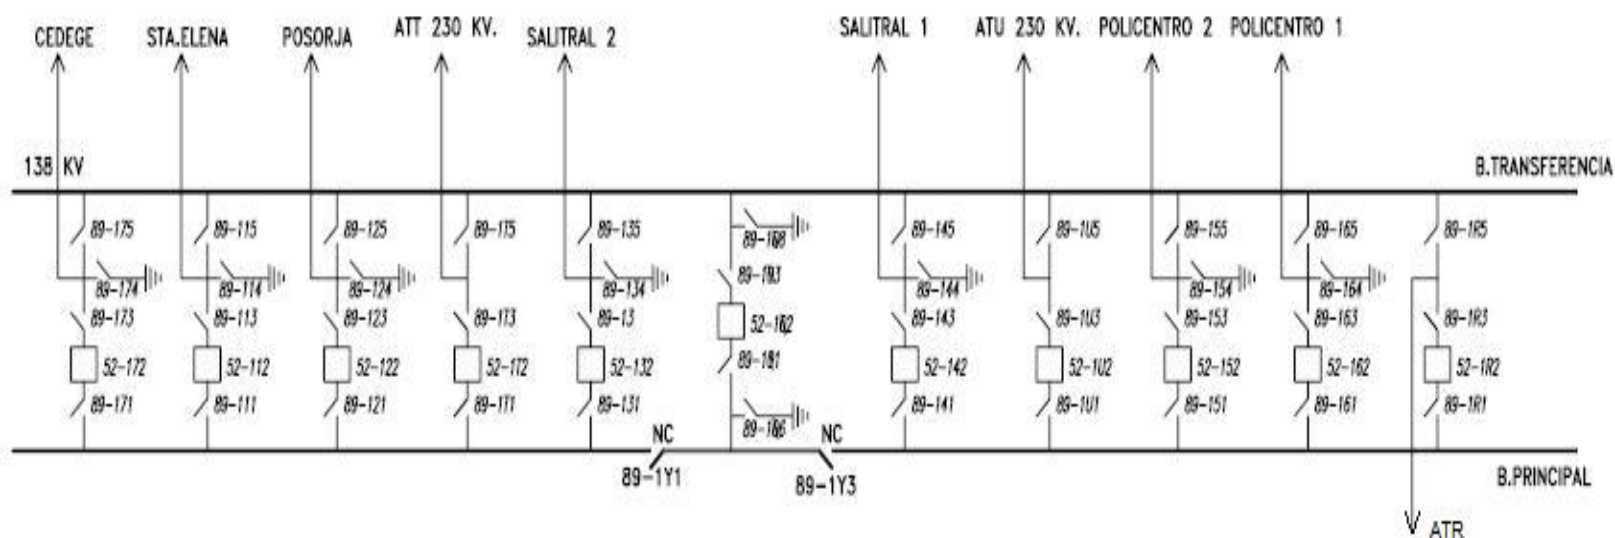 CEDEGE STA.ELENA POSORJA ATT 230 KV. SALITRAL 2 SALITRAL 1 ATU 230 KV. POLICENTRO 2 POLICENTRO 1
138 KV B.TRANSFERENCIA
89-175 89-115 89-125 89-1T5 89-135 89-145 89-1U5 89-155 89-165 89-1R5
89-174 89-114 89-124 89-134 89-144 89-154 89-164
89-173 89-113 89-123 89-1T3 89-13 89-143 89-1U3 89-153 89-163 89-1R3
52-172 52-112 52-122 52-1T2 52-132 52-142 52-1U2 52-152 52-162 52-1R2
89-171 89-111 89-121 89-1T1 89-131 89-141 89-1U1 89-151 89-161 89-1R1
NC NC
89-1Y1 89-1Y3 B.PRINCIPAL
ATR